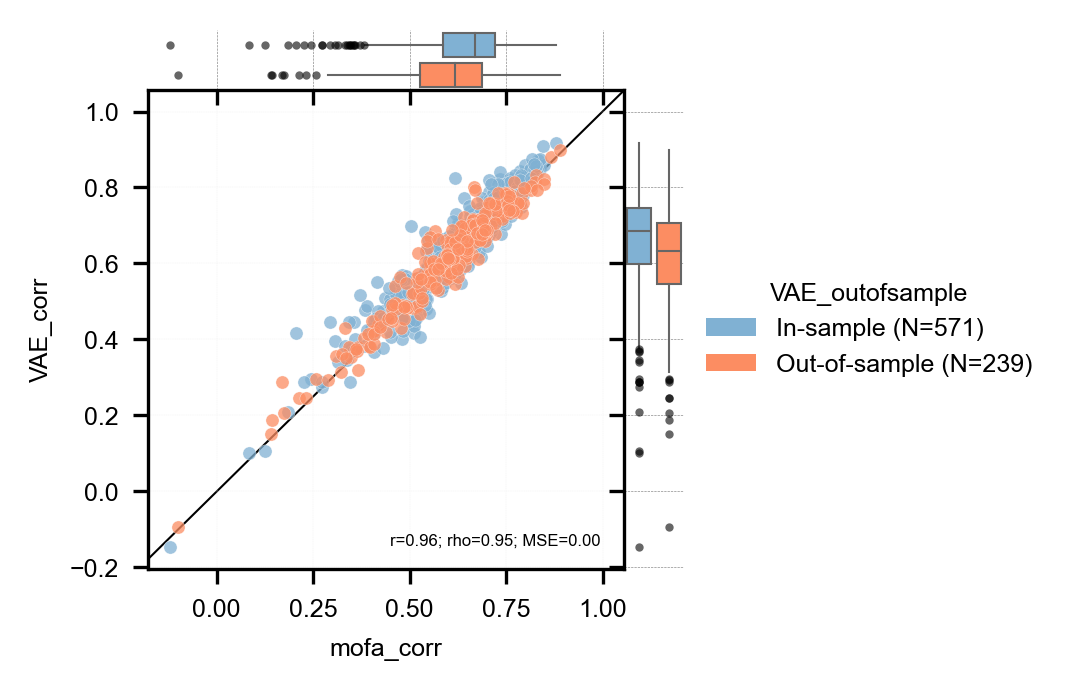 1.0
0.8
0.6
0.4
0.2
0.0
−0.2
VAE_corr
r=0.96; rho=0.95; MSE=0.00
0.00 0.25 0.50 0.75 1.00
mofa_corr
VAE_outofsample
In-sample (N=571)
Out-of-sample (N=239)